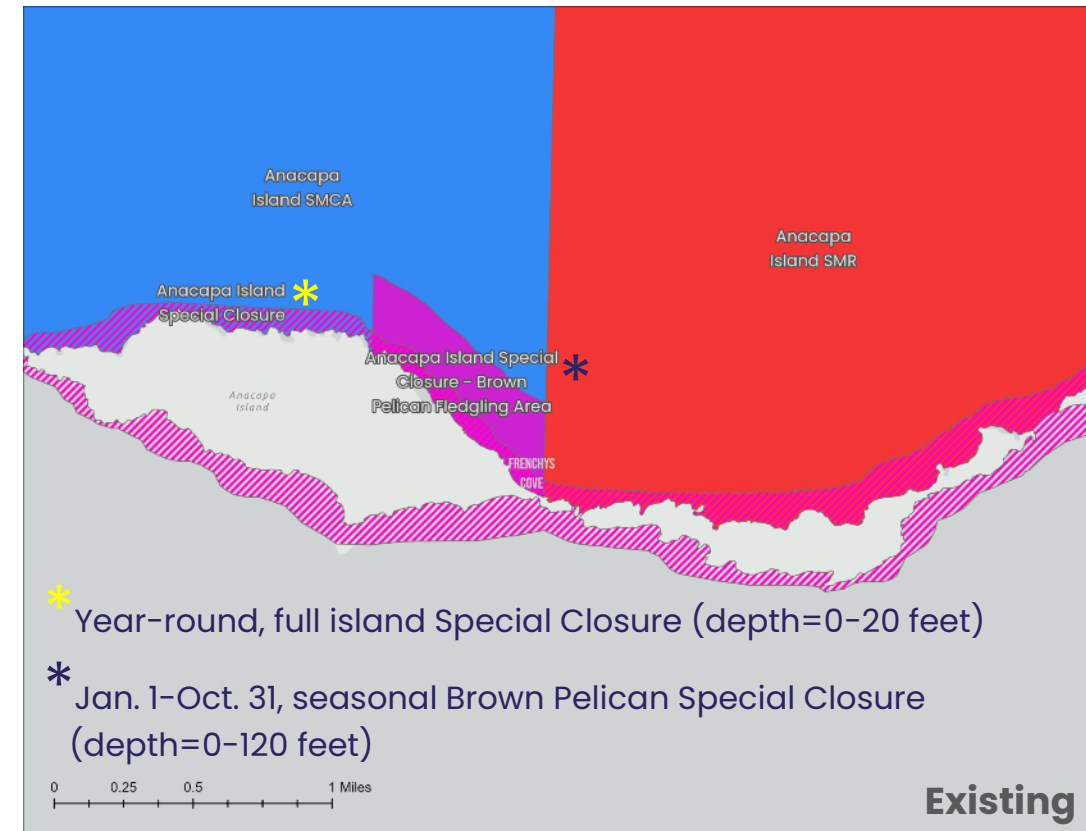 Anacapa
Island SMCA
Anacapa
Island SMR
Anacapa Island *
Special Closure
Anacapa Island Special *
Closure - Brown
Pelican Fledgling Area
Anacapa
Island
FRENCHYS
COVE
* Year-round, full island Special Closure (depth=0-20 feet)
* Jan. 1-Oct. 31, seasonal Brown Pelican Special Closure
(depth=0-120 feet)
0 0.25 0.5 1 Miles
Existing